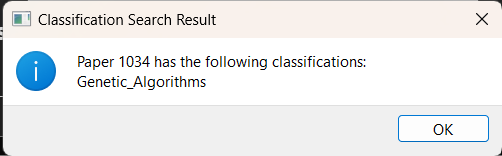 Classification Search Result
Paper 1034 has the following classifications:
Genetic_Algorithms
OK